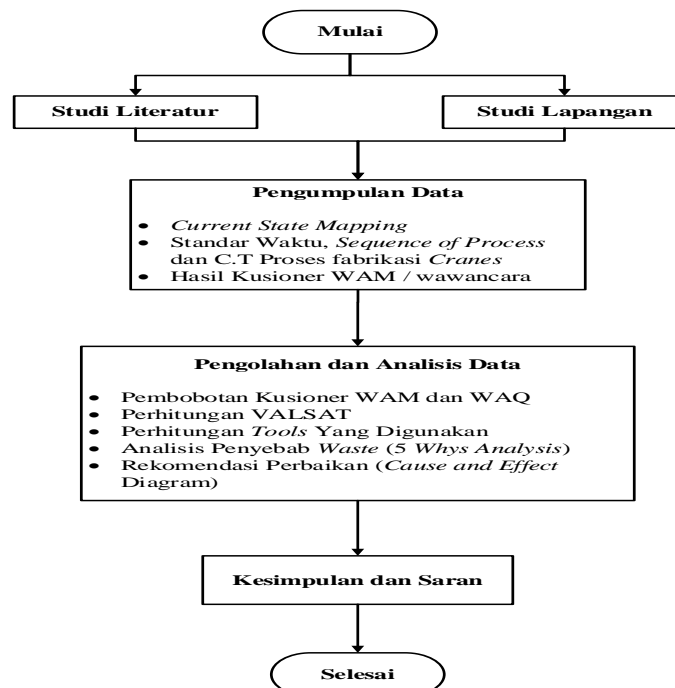 Mulai
Studi Literatur
Studi Lapangan
Pengumpulan Data
• Current State Mapping
• Standar Waktu, Sequence of Process
dan C.T Proses fabrikasi Cranes
• Hasil Kusioner WAM / wawancara
Pengolahan dan Analisis Data
• Pembobotan Kusioner WAM dan WAQ
• Perhitungan VALSAT
• Perhitungan Tools Yang Digunakan
• Analisis Penyebab Waste (5 Whys Analysis)
• Rekomendasi Perbaikan (Cause and Effect
Diagram)
Kesimpulan dan Saran
Selesai